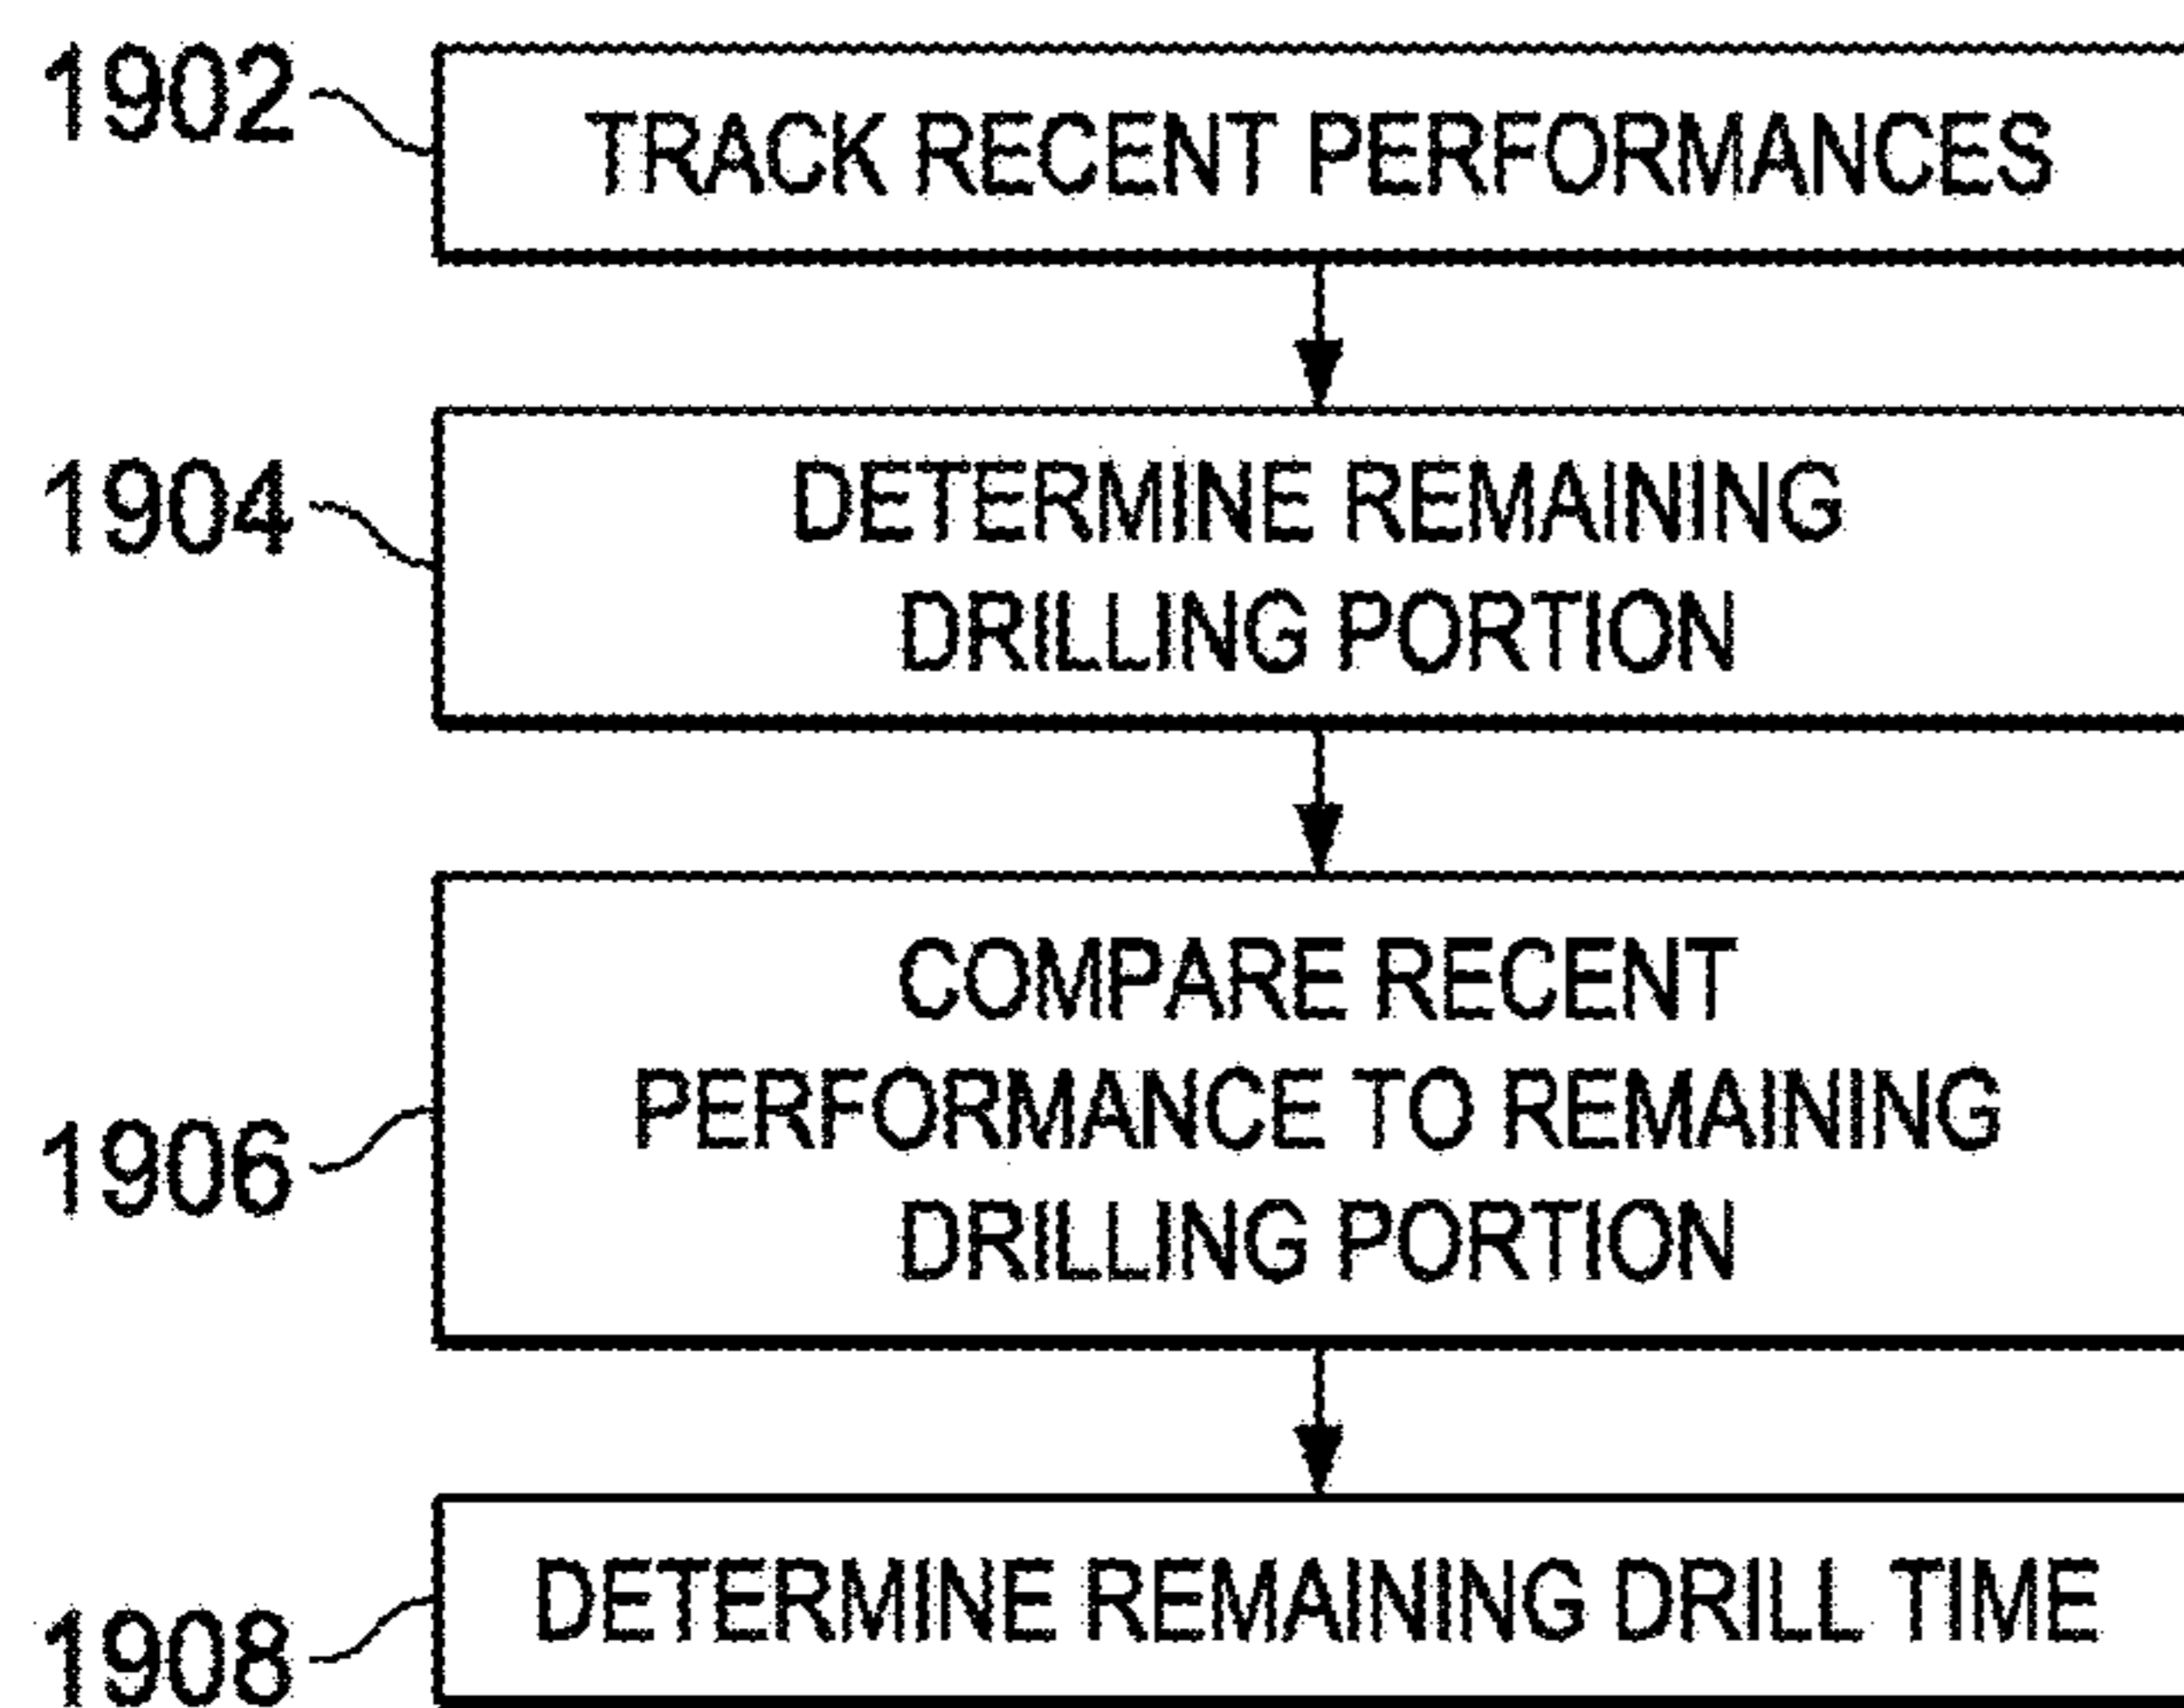 1902
TRACK RECENT PERFORMANCES
1904
DETERMINE REMAINING
DRILLING PORTION
1906
COMPARE RECENT
PERFORMANCE TO REMAINING
DRILLING PORTION
1908
DETERMINE REMAINING DRILL TIME